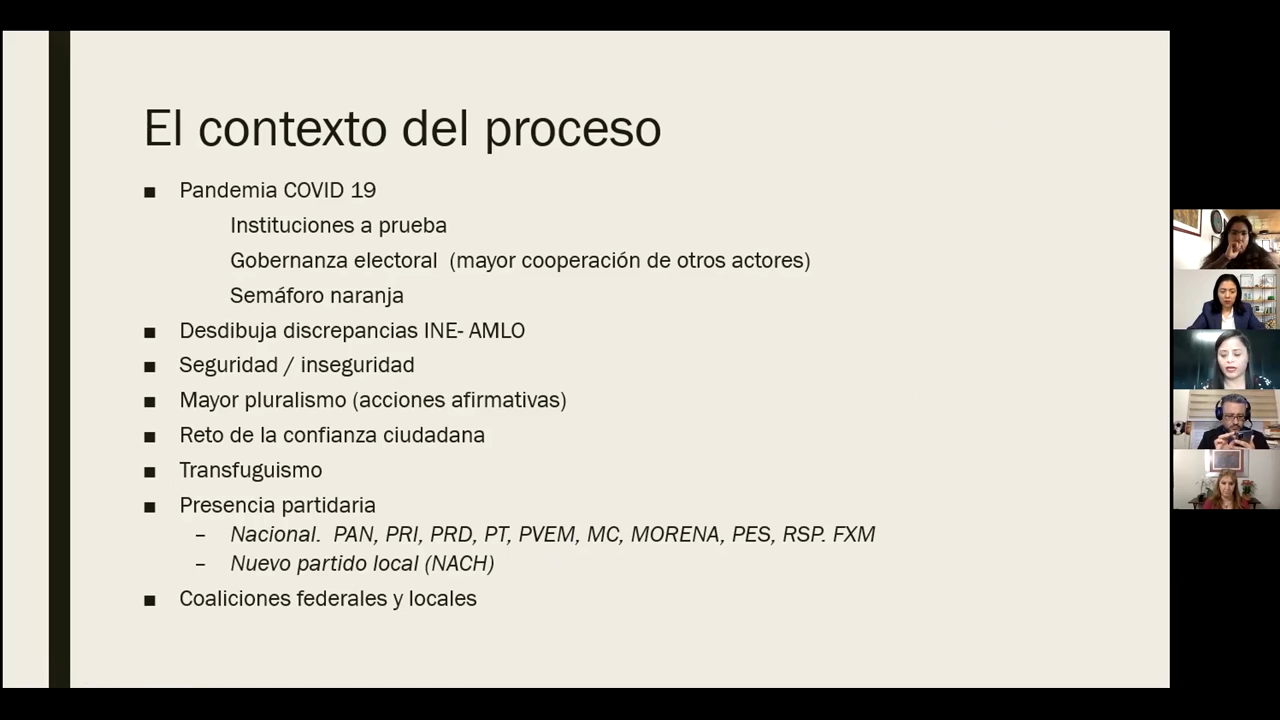 El contexto del proceso
■ Pandemia COVID 19
Instituciones a prueba
Gobernanza electoral (mayor cooperación de otros actores)
Semáforo naranja
■ Desdibuja discrepancias INE- AMLO
■ Seguridad / inseguridad
■ Mayor pluralismo (acciones afirmativas)
■ Reto de la confianza ciudadana
■ Transfuguismo
■ Presencia partidaria
– Nacional. PAN, PRI, PRD, PT, PVEM, MC, MORENA, PES, RSP. FXM
– Nuevo partido local (NACH)
■ Coaliciones federales y locales